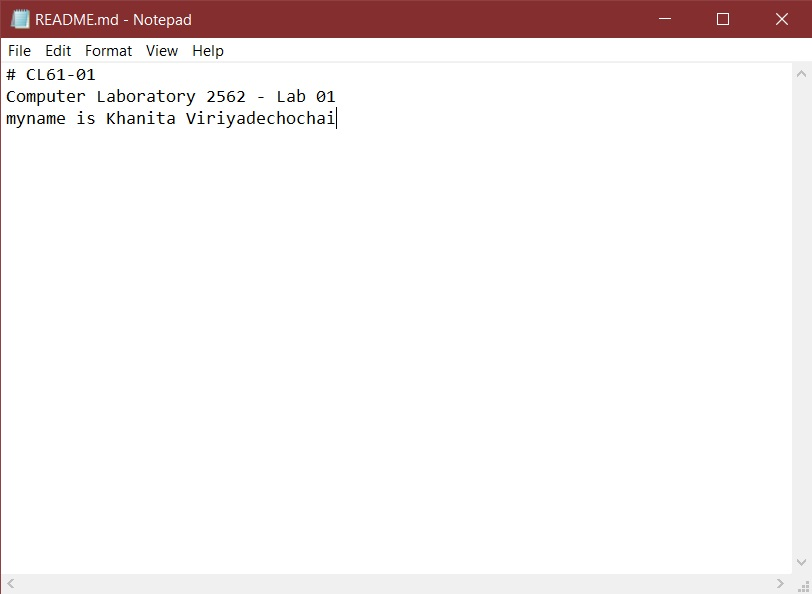 README.md - Notepad
File Edit Format View Help
# CL61-01
Computer Laboratory 2562 - Lab 01
myname is Khanita Viriyadechochai